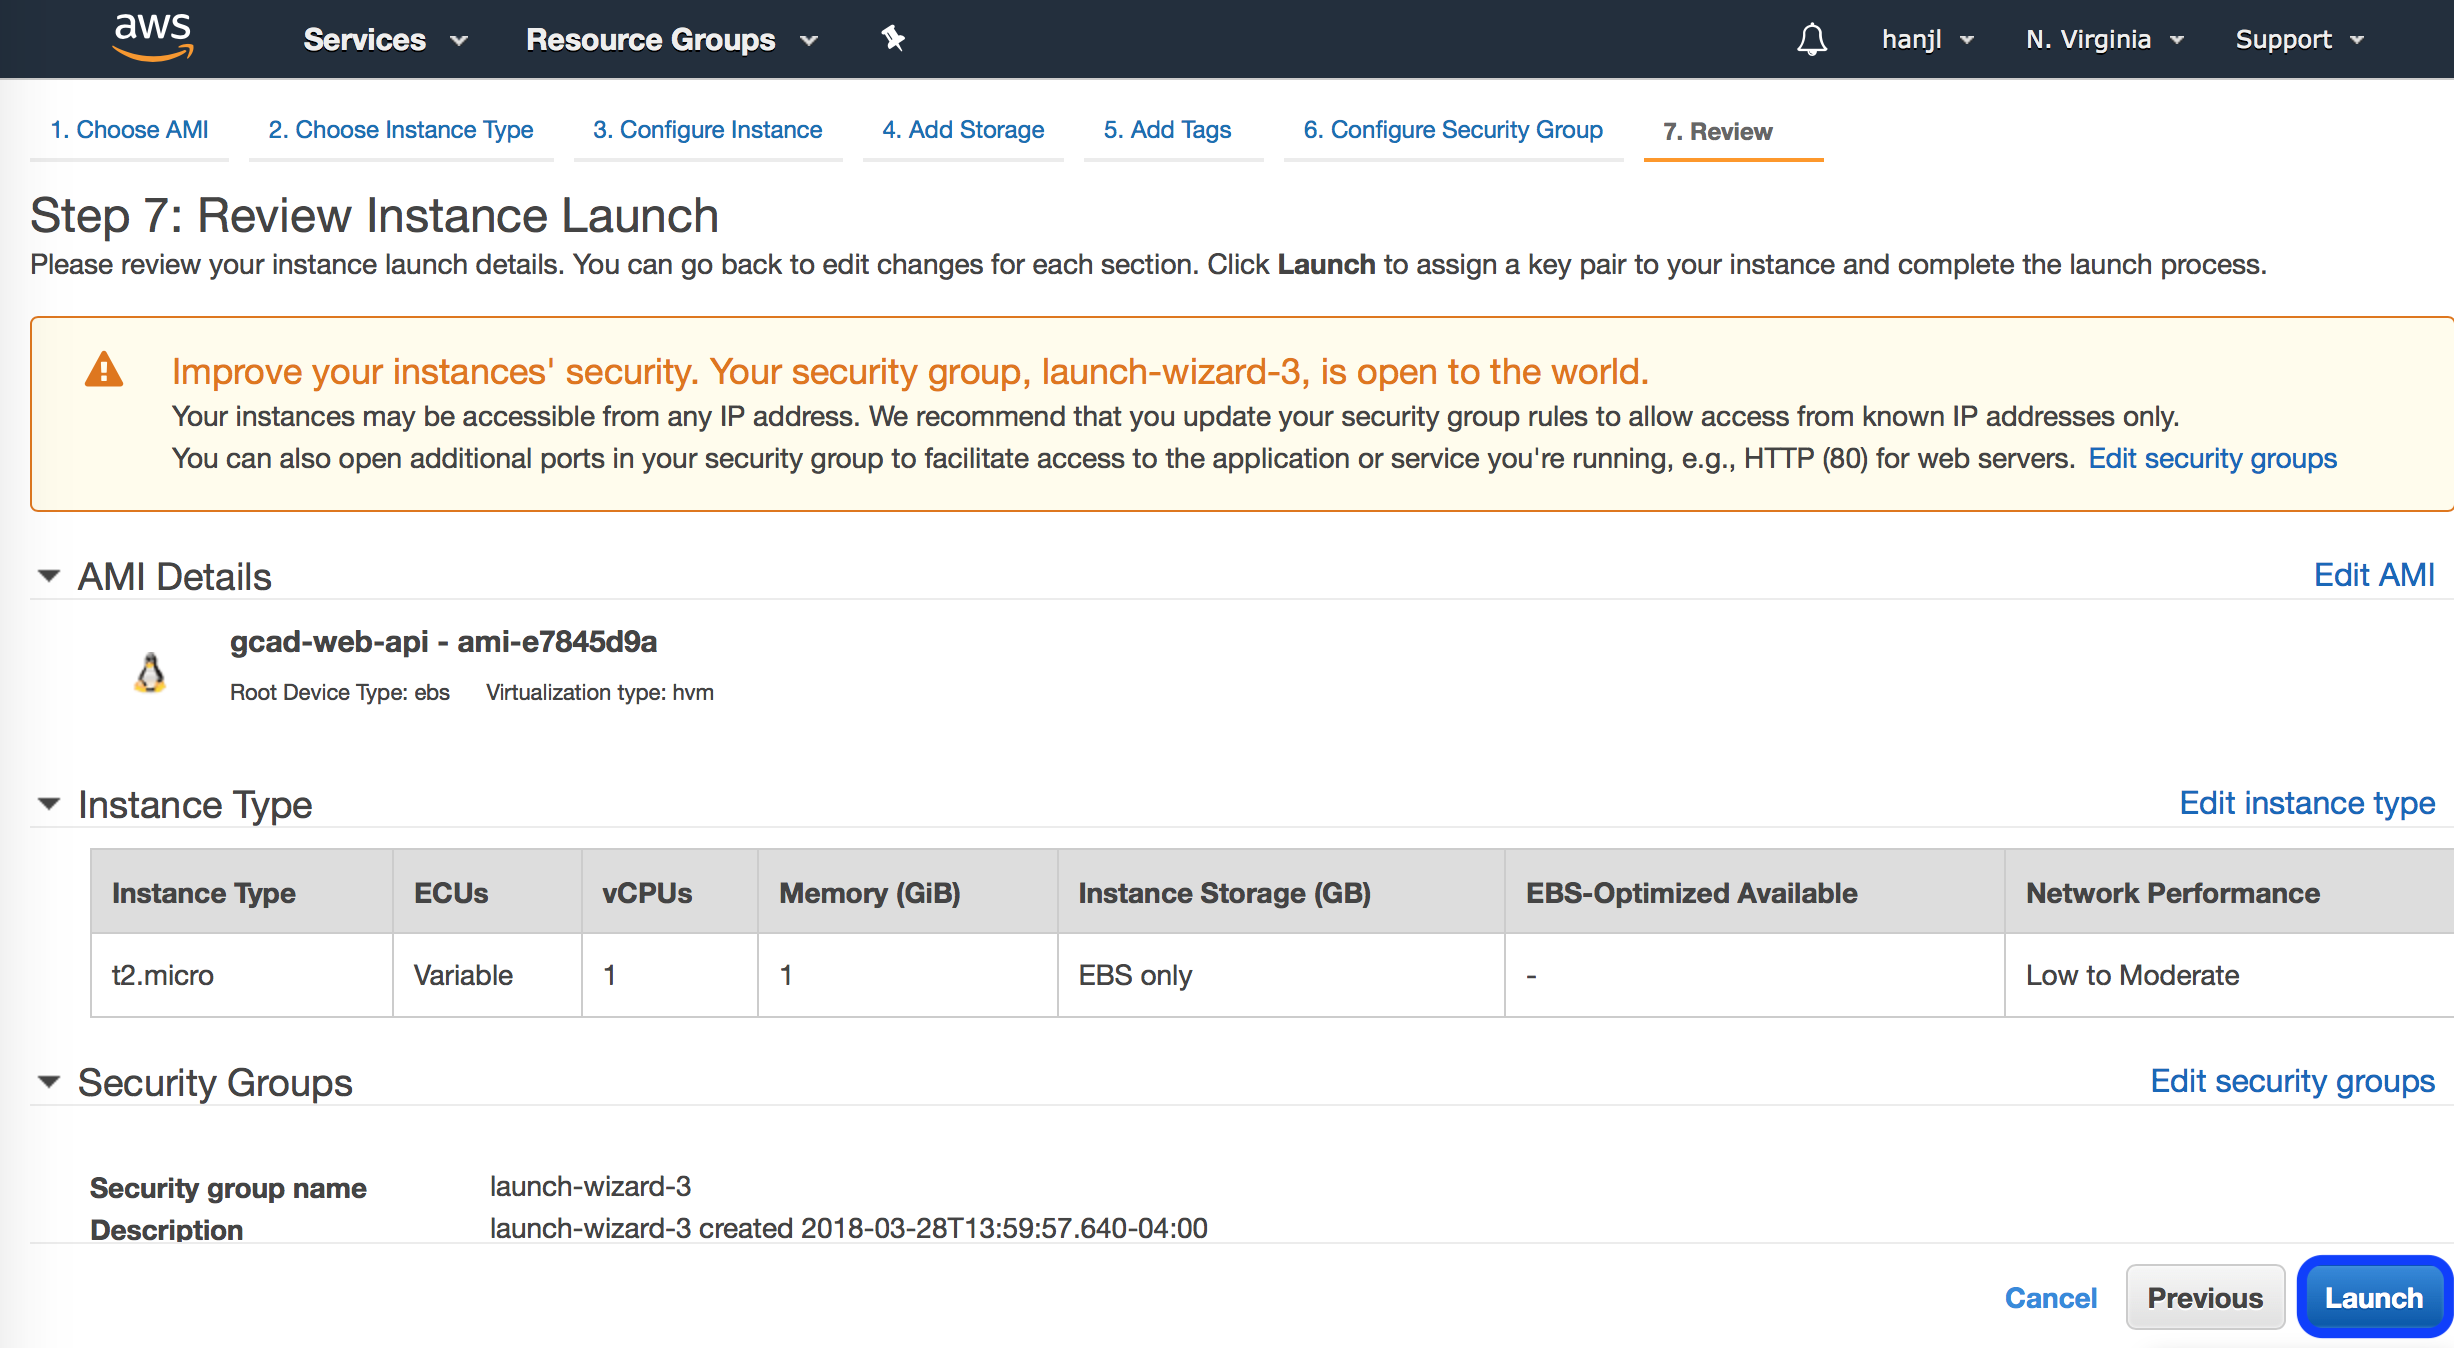 aws Services Resource Groups hanjl N. Virginia Support
1. Choose AMI 2. Choose Instance Type 3. Configure Instance 4. Add Storage 5. Add Tags 6. Configure Security Group 7. Review
Step 7: Review Instance Launch
Please review your instance launch details. You can go back to edit changes for each section. Click Launch to assign a key pair to your instance and complete the launch process.
Improve your instances' security. Your security group, launch-wizard-3, is open to the world.
Your instances may be accessible from any IP address. We recommend that you update your security group rules to allow access from known IP addresses only.
You can also open additional ports in your security group to facilitate access to the application or service you're running, e.g., HTTP (80) for web servers. Edit security groups
AMI Details Edit AMI
gcad-web-api - ami-e7845d9a
Root Device Type: ebs Virtualization type: hvm
Instance Type Edit instance type
Instance Type ECUs vCPUs Memory (GiB) Instance Storage (GB) EBS-Optimized Available Network Performance
t2.micro Variable 1 1 EBS only - Low to Moderate
Security Groups Edit security groups
Security group name launch-wizard-3
Description launch-wizard-3 created 2018-03-28T13:59:57.640-04:00
Cancel Previous Launch